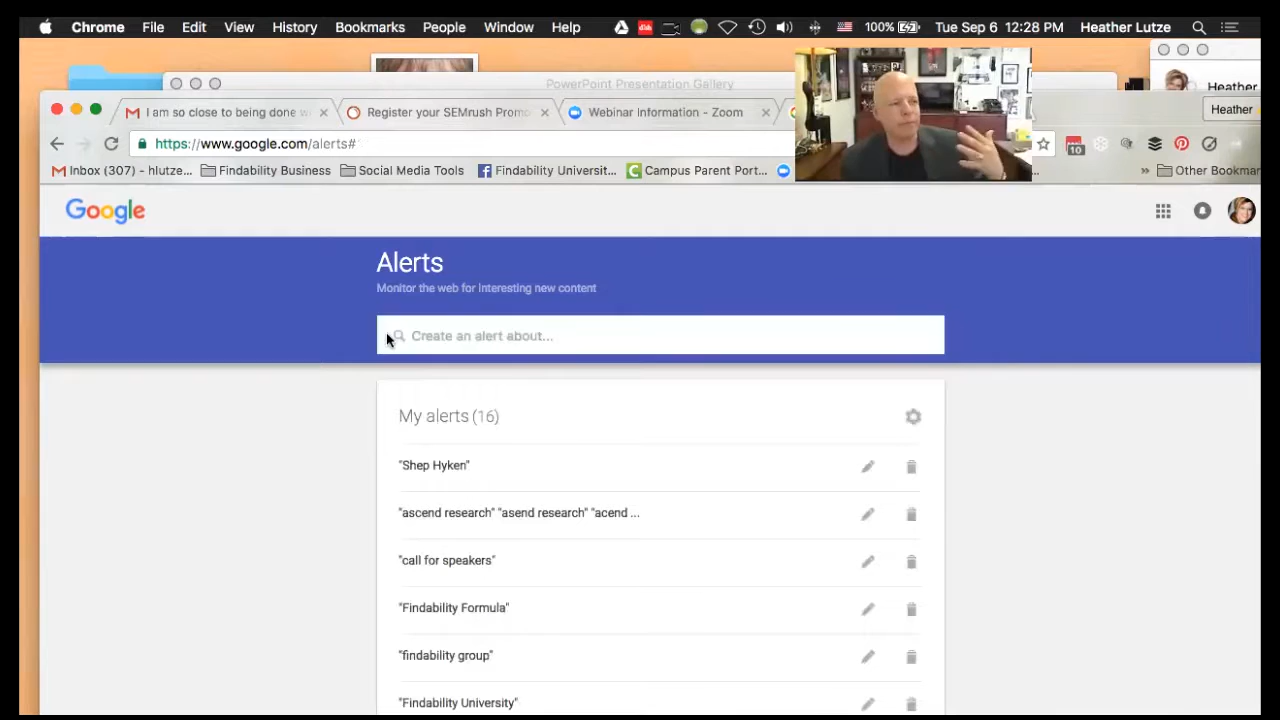 Chrome File Edit View History Bookmarks People Window Help 100% Tue Sep 6 12:28 PM Heather Lutze
PowerPoint Presentation Gallery
Heather
I am so close to being done w
Register your SEMrush Promo
Webinar Information - Zoom
Heather
https://www.google.com/alerts#
10
Inbox (307) - hlutze... Findability Business Social Media Tools Findability Universit... Campus Parent Port... » Other Bookmar
Google
Alerts
Monitor the web for interesting new content
Create an alert about...
My alerts (16)
"Shep Hyken"
"ascend research" "asend research" "acend ...
"call for speakers"
"Findability Formula"
"findability group"
"Findability University"